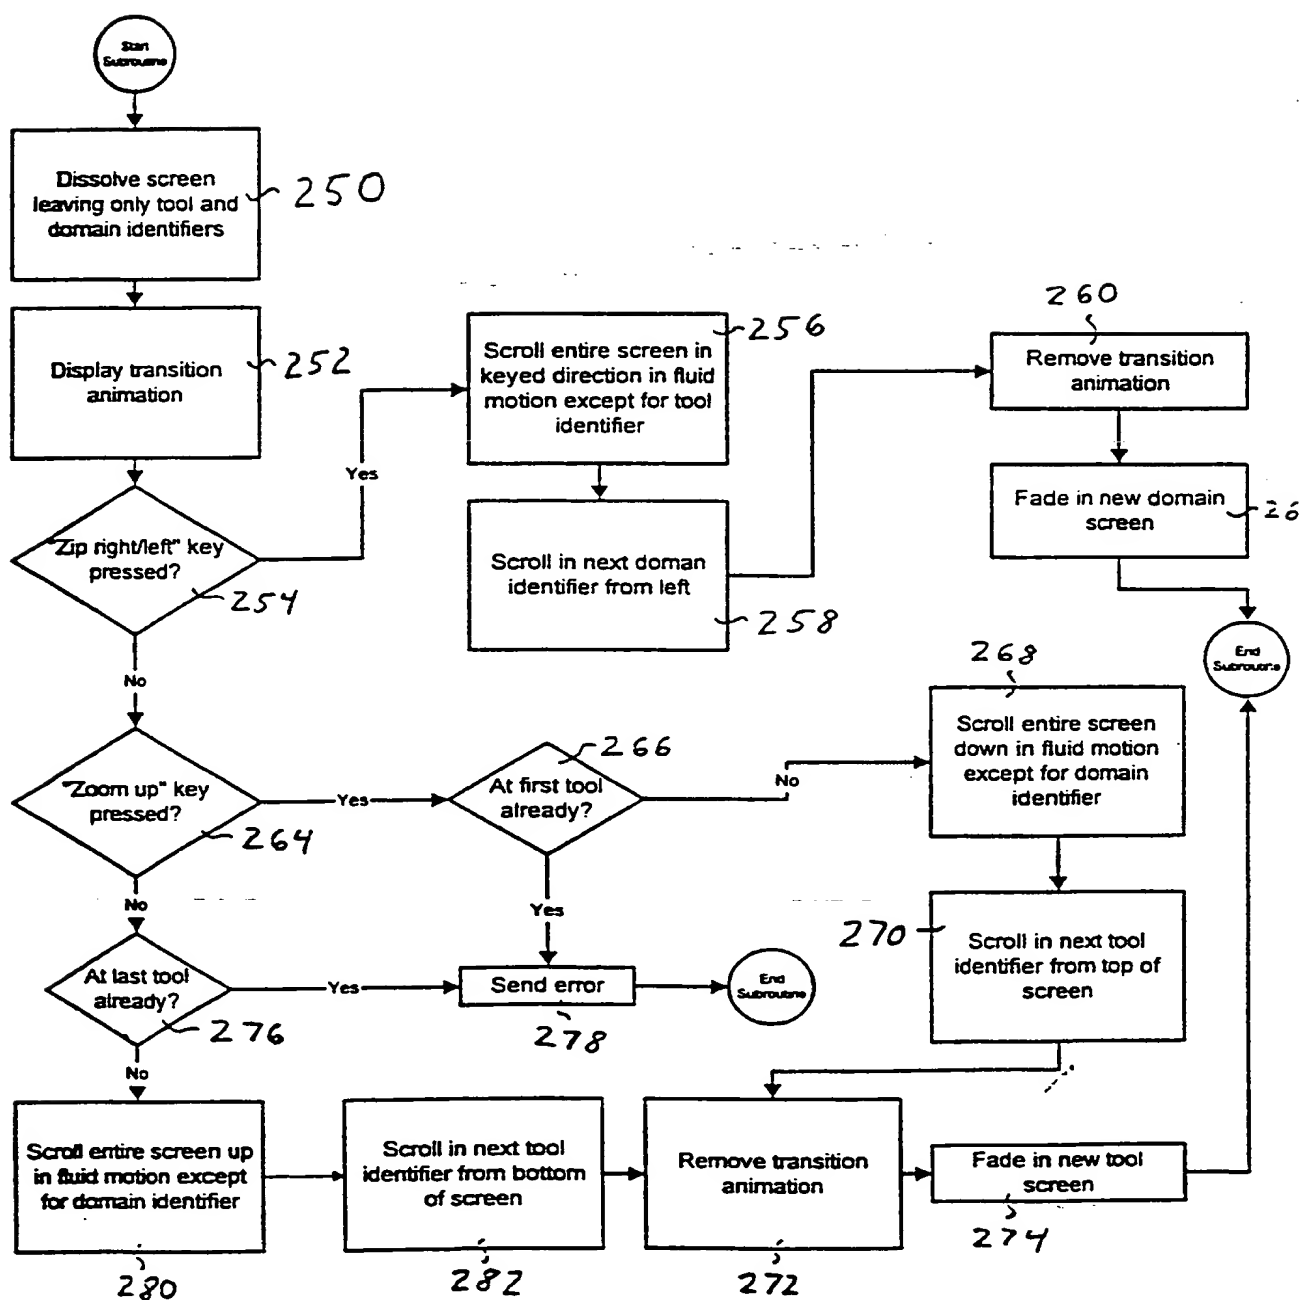 Start
Subroutine
Dissolve screen
leaving only tool and
domain identifiers
250
Display transition
animation
252
"Zip right/left" key
pressed?
254
Yes
No
Scroll entire screen in
keyed direction in fluid
motion except for tool
identifier
256
Scroll in next doman
identifier from left
258
260
Remove transition
animation
Fade in new domain
screen
26
End
Subroutine
"Zoom up" key
pressed?
264
Yes
No
At first tool
already?
266
No
Yes
268
Scroll entire screen
down in fluid motion
except for domain
identifier
270
Scroll in next tool
identifier from top of
screen
At last tool
already?
276
Yes
No
Send error
278
End
Subroutine
Scroll entire screen up
in fluid motion except
for domain identifier
280
Scroll in next tool
identifier from bottom
of screen
282
Remove transition
animation
272
Fade in new tool
screen
274